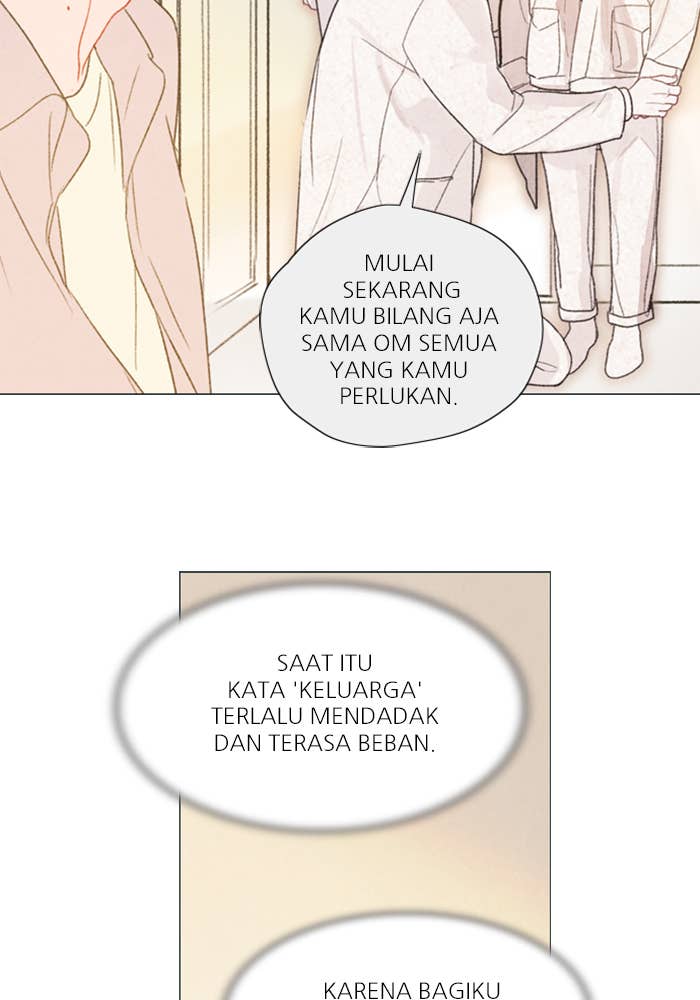 MULAI
SEKARANG
KAMU BILANG AJA
SAMA OM SEMUA
YANG KAMU
PERLUKAN.
SAAT ITU
KATA 'KELUARGA'
TERLALU MENDADAK
DAN TERASA BEBAN.
KARENA BAGIKU